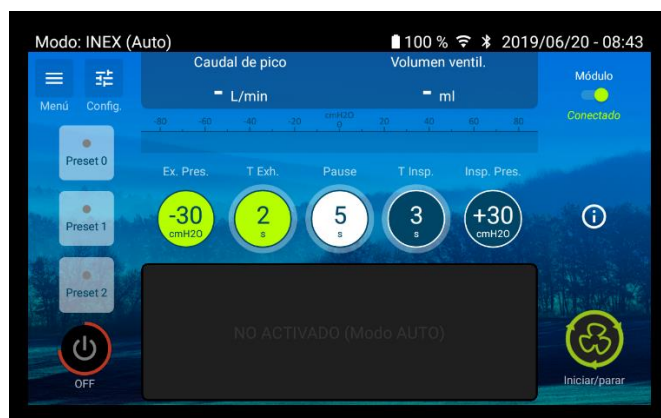 Modo: INEX (Auto)
100 %
2019/06/20 - 08:43
Menú
Config.
Caudal de pico
- L/min
Volumen ventil.
- ml
Módulo
Conectado
-80 -60 -40 -20 cmH2O 0 20 40 60 80
Preset 0
Preset 1
Preset 2
Ex. Pres.
T Exh.
Pause
T Insp.
Insp. Pres.
-30
cmH2O
2
s
5
s
3
s
+30
cmH2O
NO ACTIVADO (Modo AUTO)
OFF
Iniciar/parar